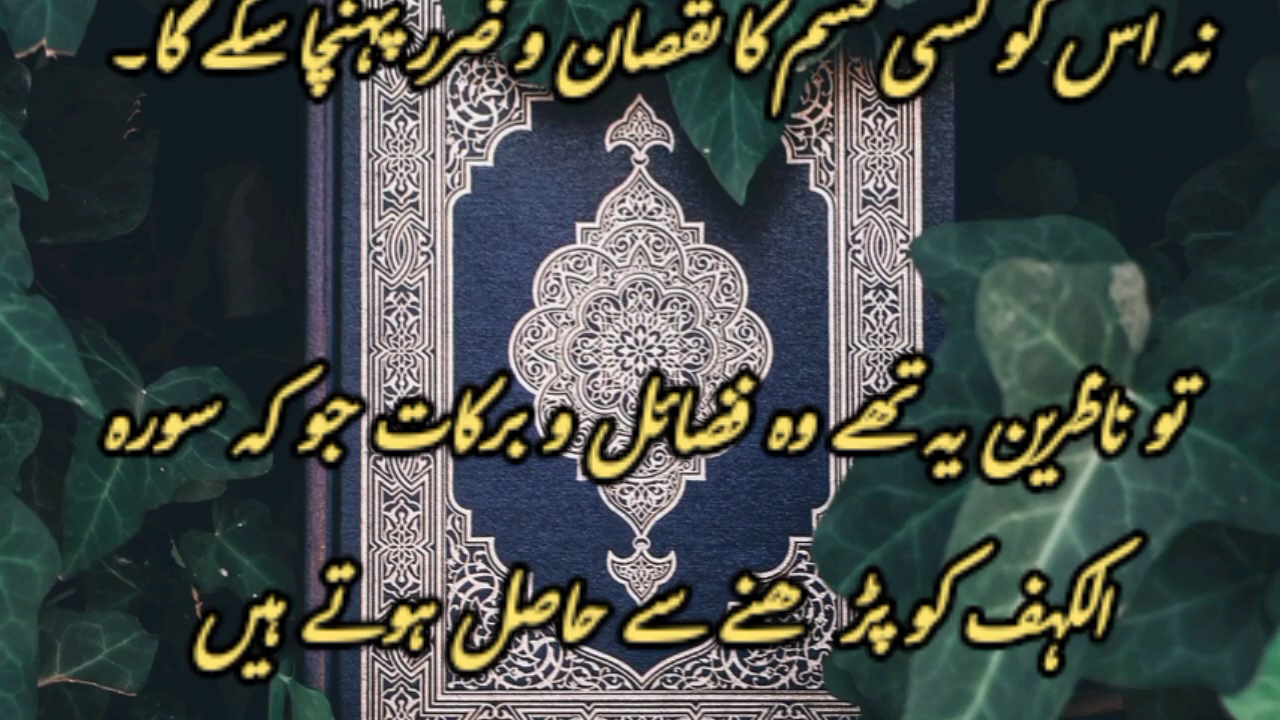 نہ اس کو کسی قسم کا نقصان و ضرر پہنچا سکے گا۔
تو ناظرین یہ تھے وہ فضائل و برکات جو کہ سورہ
الکہف کو پڑھنے سے حاصل ہوتے ہیں